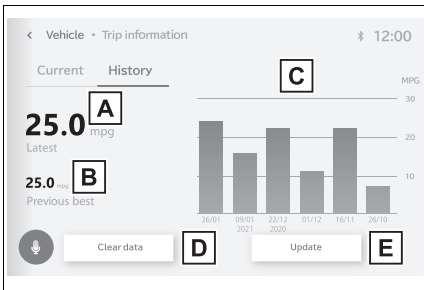 < Vehicle • Trip information
12:00
Current
History
A
25.0 mpg
Latest
B
25.0 mpg
Previous best
C
MPG
30
20
10
26/01 09/01 22/12 01/12 16/11 26/10
2021 2020
Clear data
D
Update
E